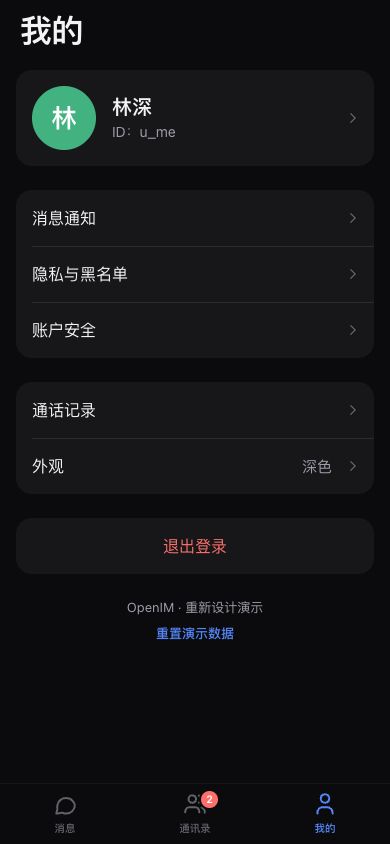 我的
林
林深
ID：u_me
消息通知
隐私与黑名单
账户安全
通话记录
外观
深色
退出登录
OpenIM · 重新设计演示
重置演示数据
2
消息
通讯录
我的